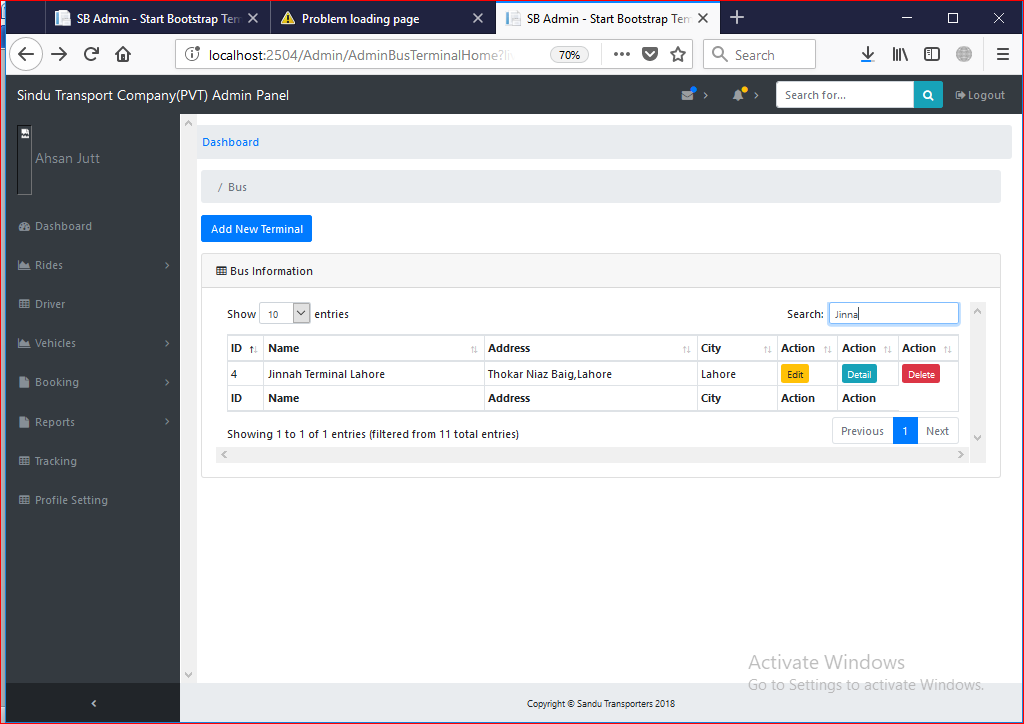 SB Admin - Start Bootstrap Tem
Problem loading page
SB Admin - Start Bootstrap Tem
localhost:2504/Admin/AdminBusTerminalHome?li
70%
Search
Sindu Transport Company(PVT) Admin Panel
Search for...
Logout
Ahsan Jutt
Dashboard
Rides
Driver
Vehicles
Booking
Reports
Tracking
Profile Setting
Dashboard
/ Bus
Add New Terminal
Bus Information
Show 10 entries
Search: Jinna
ID Name Address City Action Action Action
4 Jinnah Terminal Lahore Thokar Niaz Baig,Lahore Lahore Edit Detail Delete
ID Name Address City Action Action
Showing 1 to 1 of 1 entries (filtered from 11 total entries)
Previous 1 Next
Activate Windows
Go to Settings to activate Windows.
Copyright © Sandu Transporters 2018